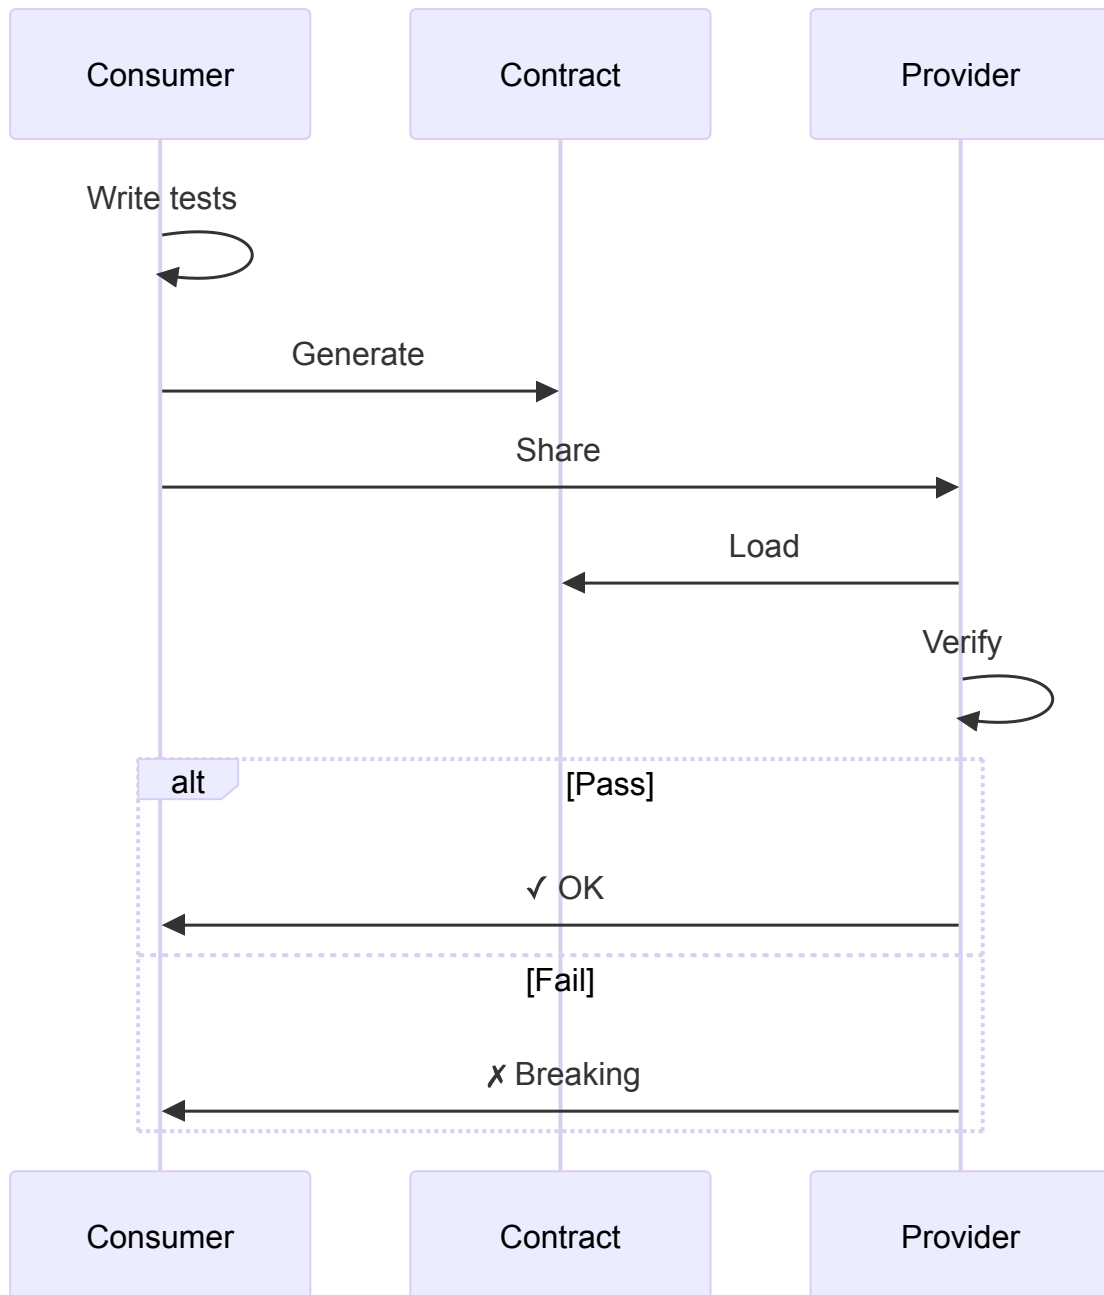 Consumer Contract Provider
Write tests
Generate
Share
Load
Verify
alt [Pass]
✓ OK
[Fail]
✗ Breaking
Consumer Contract Provider